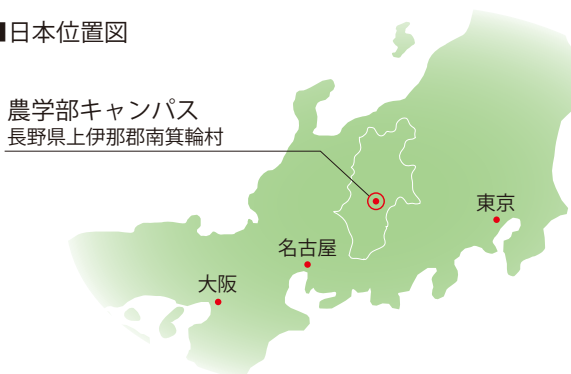 ■日本位置図
農学部キャンパス
長野県上伊那郡南箕輪村
東京
名古屋
大阪